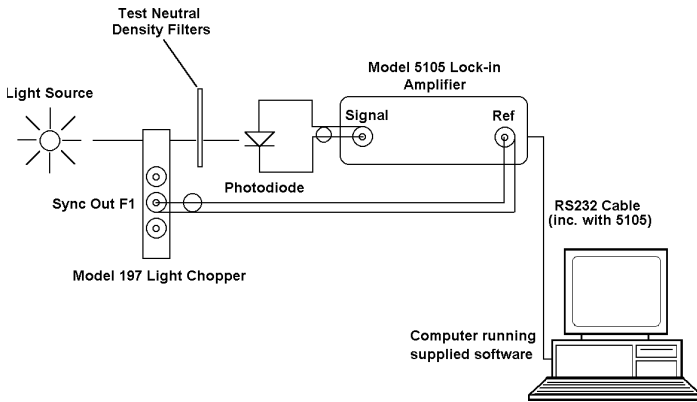 Test Neutral
Density Filters
Light Source
Model 5105 Lock-in
Amplifier
Signal
Ref
Photodiode
Sync Out F1
RS232 Cable
(inc. with 5105)
Model 197 Light Chopper
Computer running
supplied software